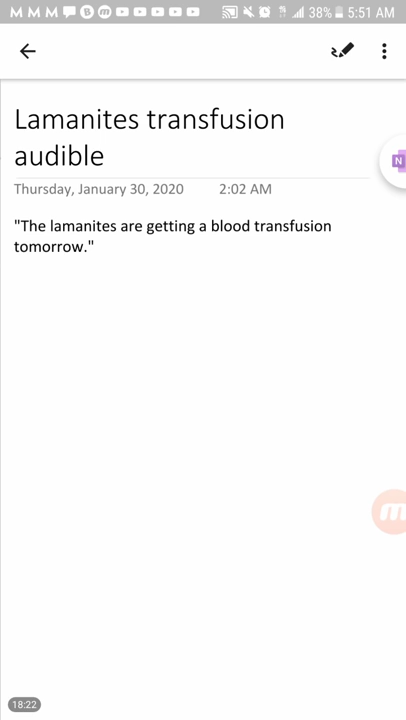 M M M B m 38% 5:51 AM
Lamanites transfusion
audible
N
Thursday, January 30, 2020 2:02 AM
"The lamanites are getting a blood transfusion
tomorrow."
m
18:22